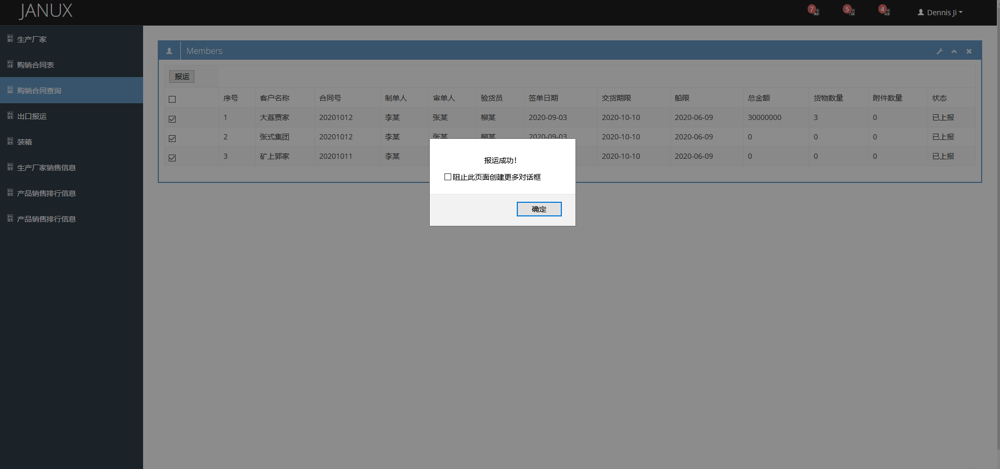 JANUX
7 5 4 Dennis Ji
生产厂家
购销合同表
购销合同查询
出口报运
装箱
生产厂家销售信息
产品销售排行信息
产品销售排行信息
Members
报运
序号 客户名称 合同号 制单人 审单人 验货员 签单日期 交货期限 船限 总金额 货物数量 附件数量 状态
1 大荔贾家 20201012 李某 张某 柳某 2020-09-03 2020-10-10 2020-06-09 30000000 3 0 已上报
2 张式集团 20201012 李某 张某 柳某 2020-09-03 2020-10-10 2020-06-09 0 0 0 已上报
3 矿上郭家 20201011 李某 2020-10-10 2020-06-09 0 0 0 已上报
报运成功!
阻止此页面创建更多对话框
确定